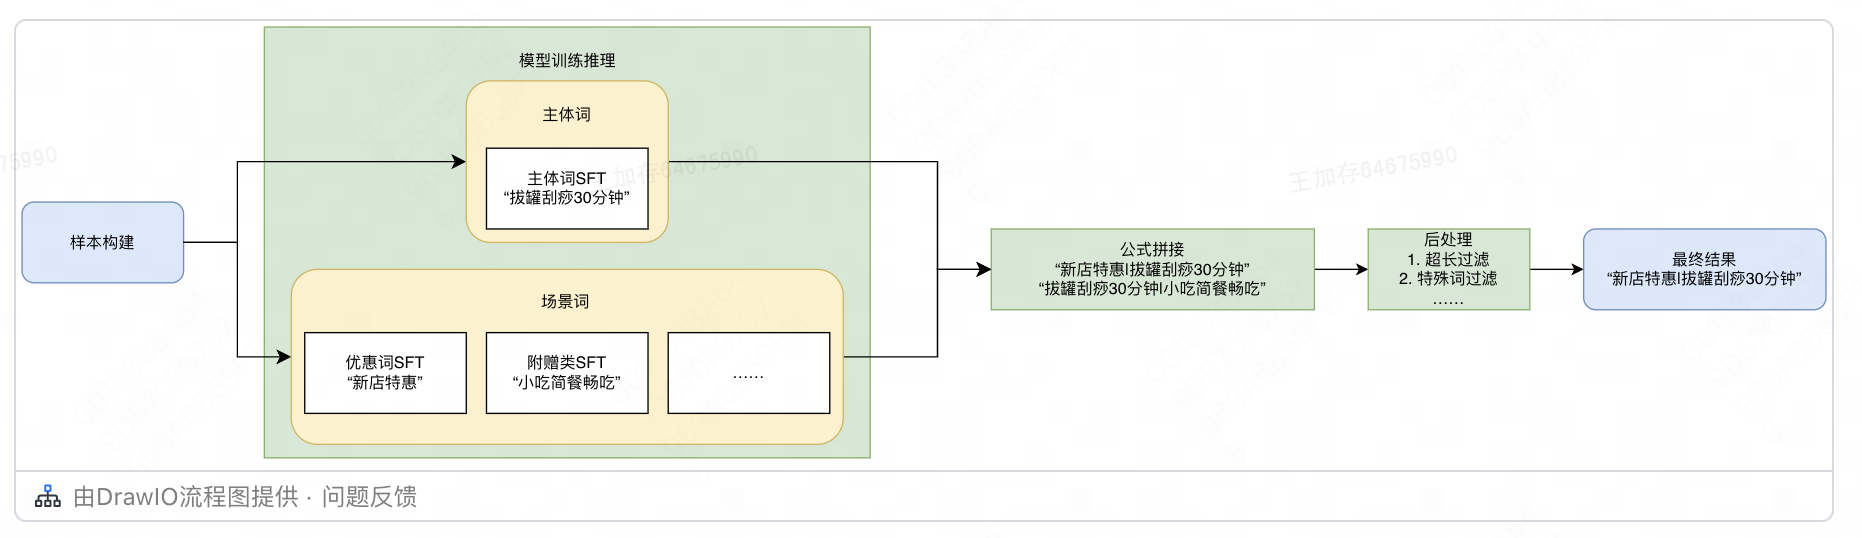 模型训练推理
主体词
主体词SFT
“拔罐刮痧30分钟”
样本构建
场景词
优惠词SFT
“新店特惠”
附赠类SFT
“小吃简餐畅吃”
……
公式拼接
“新店特惠|拔罐刮痧30分钟”
“拔罐刮痧30分钟|小吃简餐畅吃”
后处理
1. 超长过滤
2. 特殊词过滤
……
最终结果
“新店特惠|拔罐刮痧30分钟”
75990
王加存64675990
王加存64675990
由DrawIO流程图提供 · 问题反馈